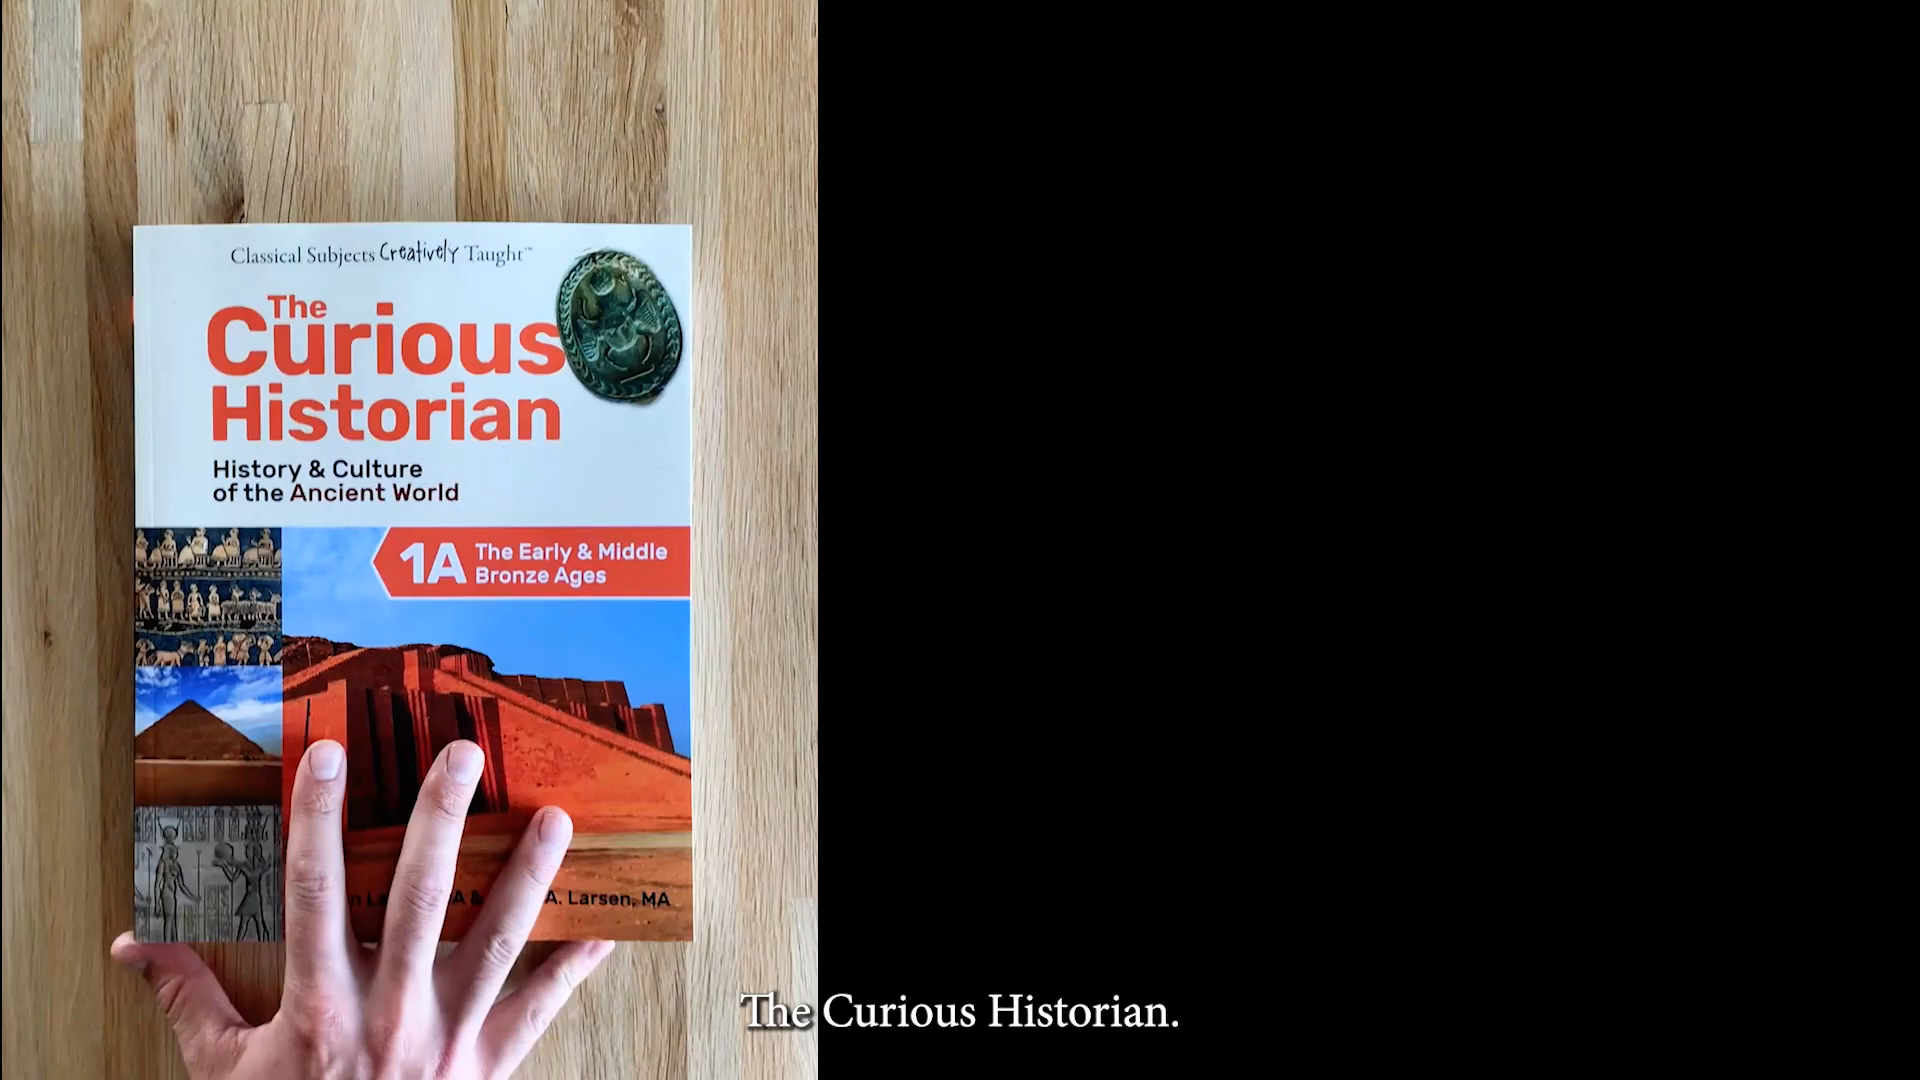 Classical Subjects Creatively Taught™
The
Curious
Historian
History & Culture
of the Ancient World
1A
The Early & Middle
Bronze Ages
A & A. Larsen, MA
The Curious Historian.